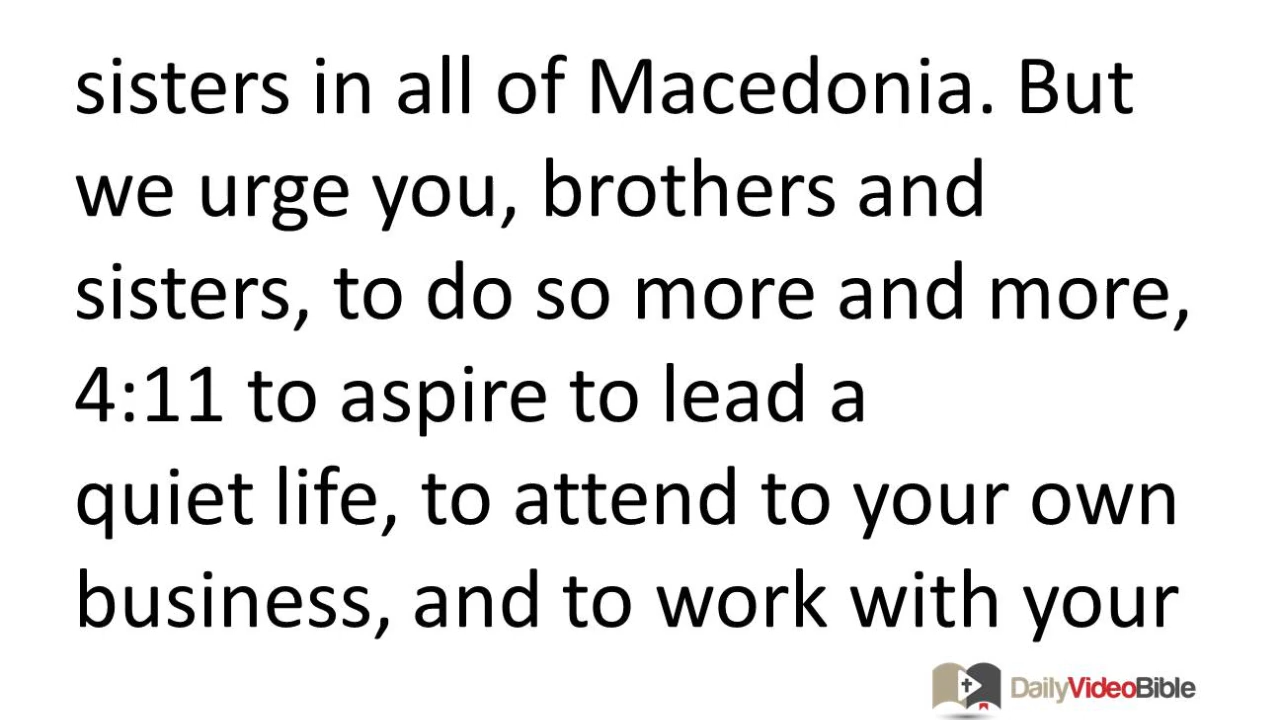 sisters in all of Macedonia. But
we urge you, brothers and
sisters, to do so more and more,
4:11 to aspire to lead a
quiet life, to attend to your own
business, and to work with your
DailyVideoBible